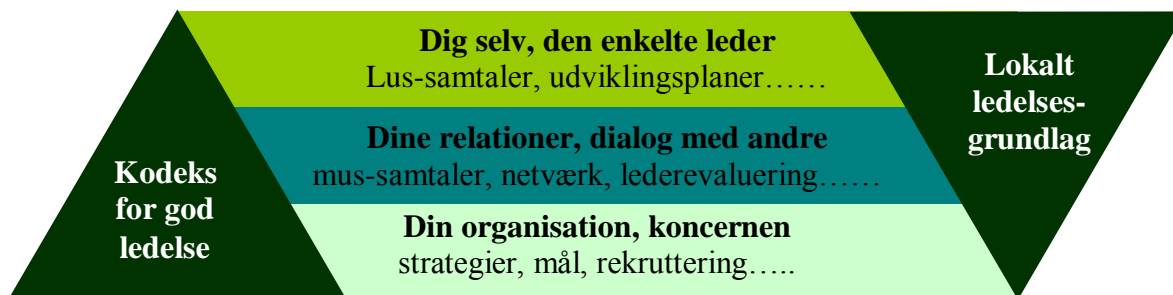 Kodeks
for god
ledelse
Dig selv, den enkelte leder
Lus-samtaler, udviklingsplaner……
Dine relationer, dialog med andre
mus-samtaler, netværk, lederevaluering……
Din organisation, koncernen
strategier, mål, rekruttering…..
Lokalt
ledelses-
grundlag